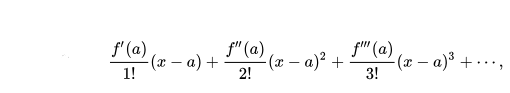 f′(a)/1! (x − a) + f″(a)/2! (x − a)² + f‴(a)/3! (x − a)³ + ⋯,